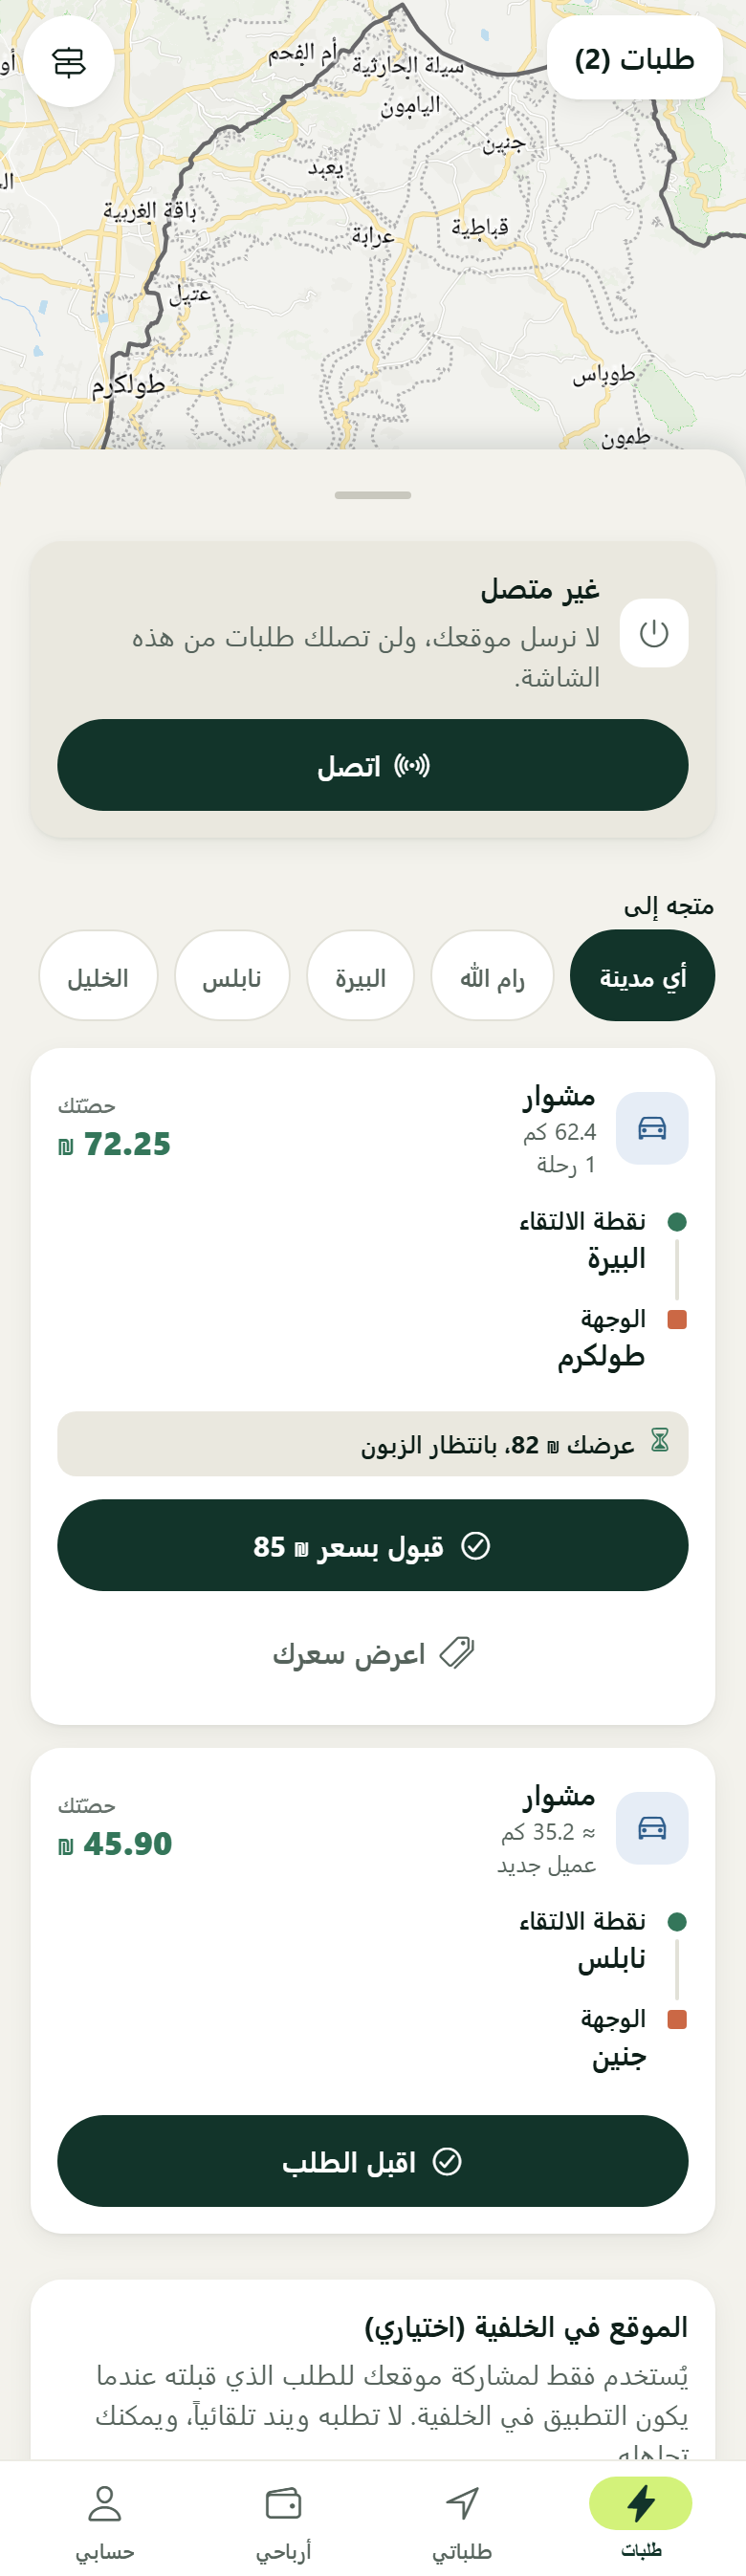 طلبات (2)
أم الفحم
سيلة الحارثية
اليامون
جنين
يعبد
باقة الغربية
عرابة
قباطية
عتيل
طولكرم
طوباس
طمون
غير متصل
لا نرسل موقعك، ولن تصلك طلبات من هذه
الشاشة.
اتصل
متجه إلى
أي مدينة
رام الله
البيرة
نابلس
الخليل
مشوار
62.4 كم
1 رحلة
حصّتك
72.25 ₪
نقطة الالتقاء
البيرة
الوجهة
طولكرم
عرضك ₪ 82، بانتظار الزبون
قبول بسعر ₪ 85
اعرض سعرك
مشوار
≈ 35.2 كم
عميل جديد
حصّتك
45.90 ₪
نقطة الالتقاء
نابلس
الوجهة
جنين
اقبل الطلب
الموقع في الخلفية (اختياري)
يُستخدم فقط لمشاركة موقعك للطلب الذي قبلته عندما
يكون التطبيق في الخلفية. لا تطلبه ويند تلقائياً، ويمكنك
طلبات
طلباتي
أرباحي
حسابي